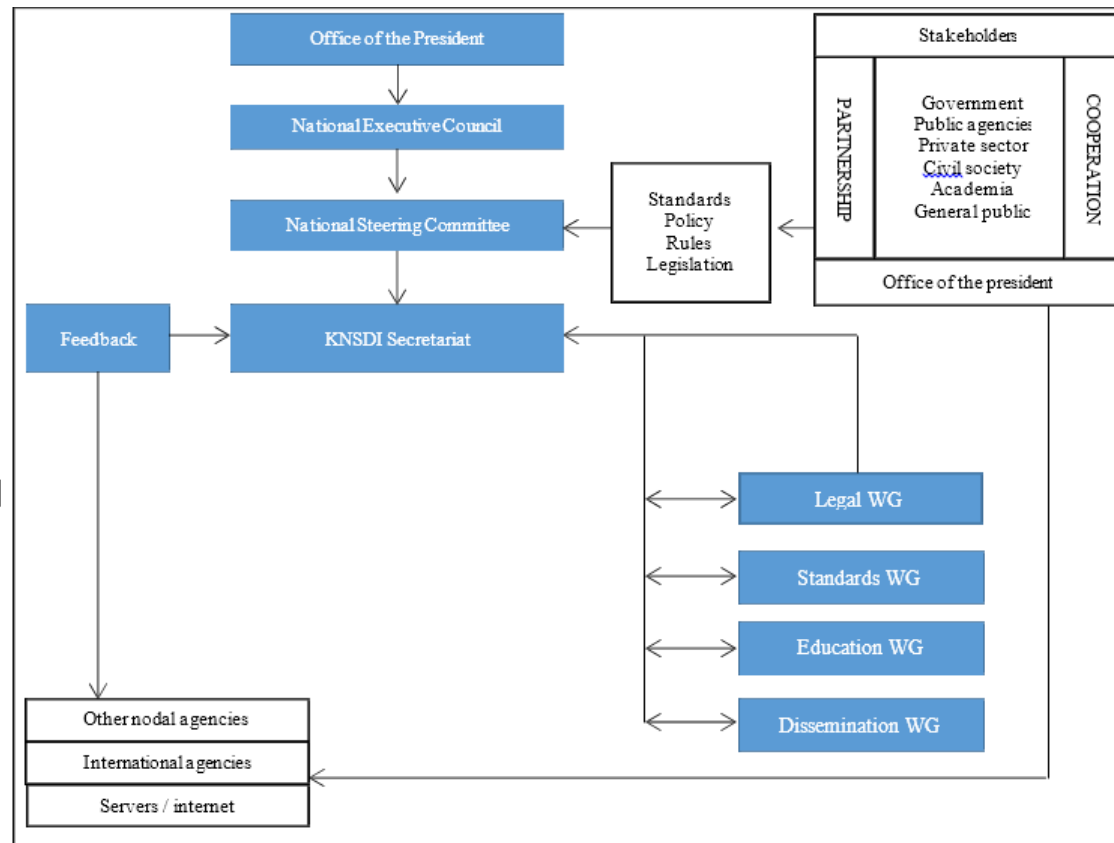 Office of the President
National Executive Council
National Steering Committee
KNSDI Secretariat
Feedback
Standards
Policy
Rules
Legislation
Stakeholders
PARTNERSHIP
Government
Public agencies
Private sector
Civil society
Academia
General public
COOPERATION
Office of the president
Legal WG
Standards WG
Education WG
Dissemination WG
Other nodal agencies
International agencies
Servers / internet